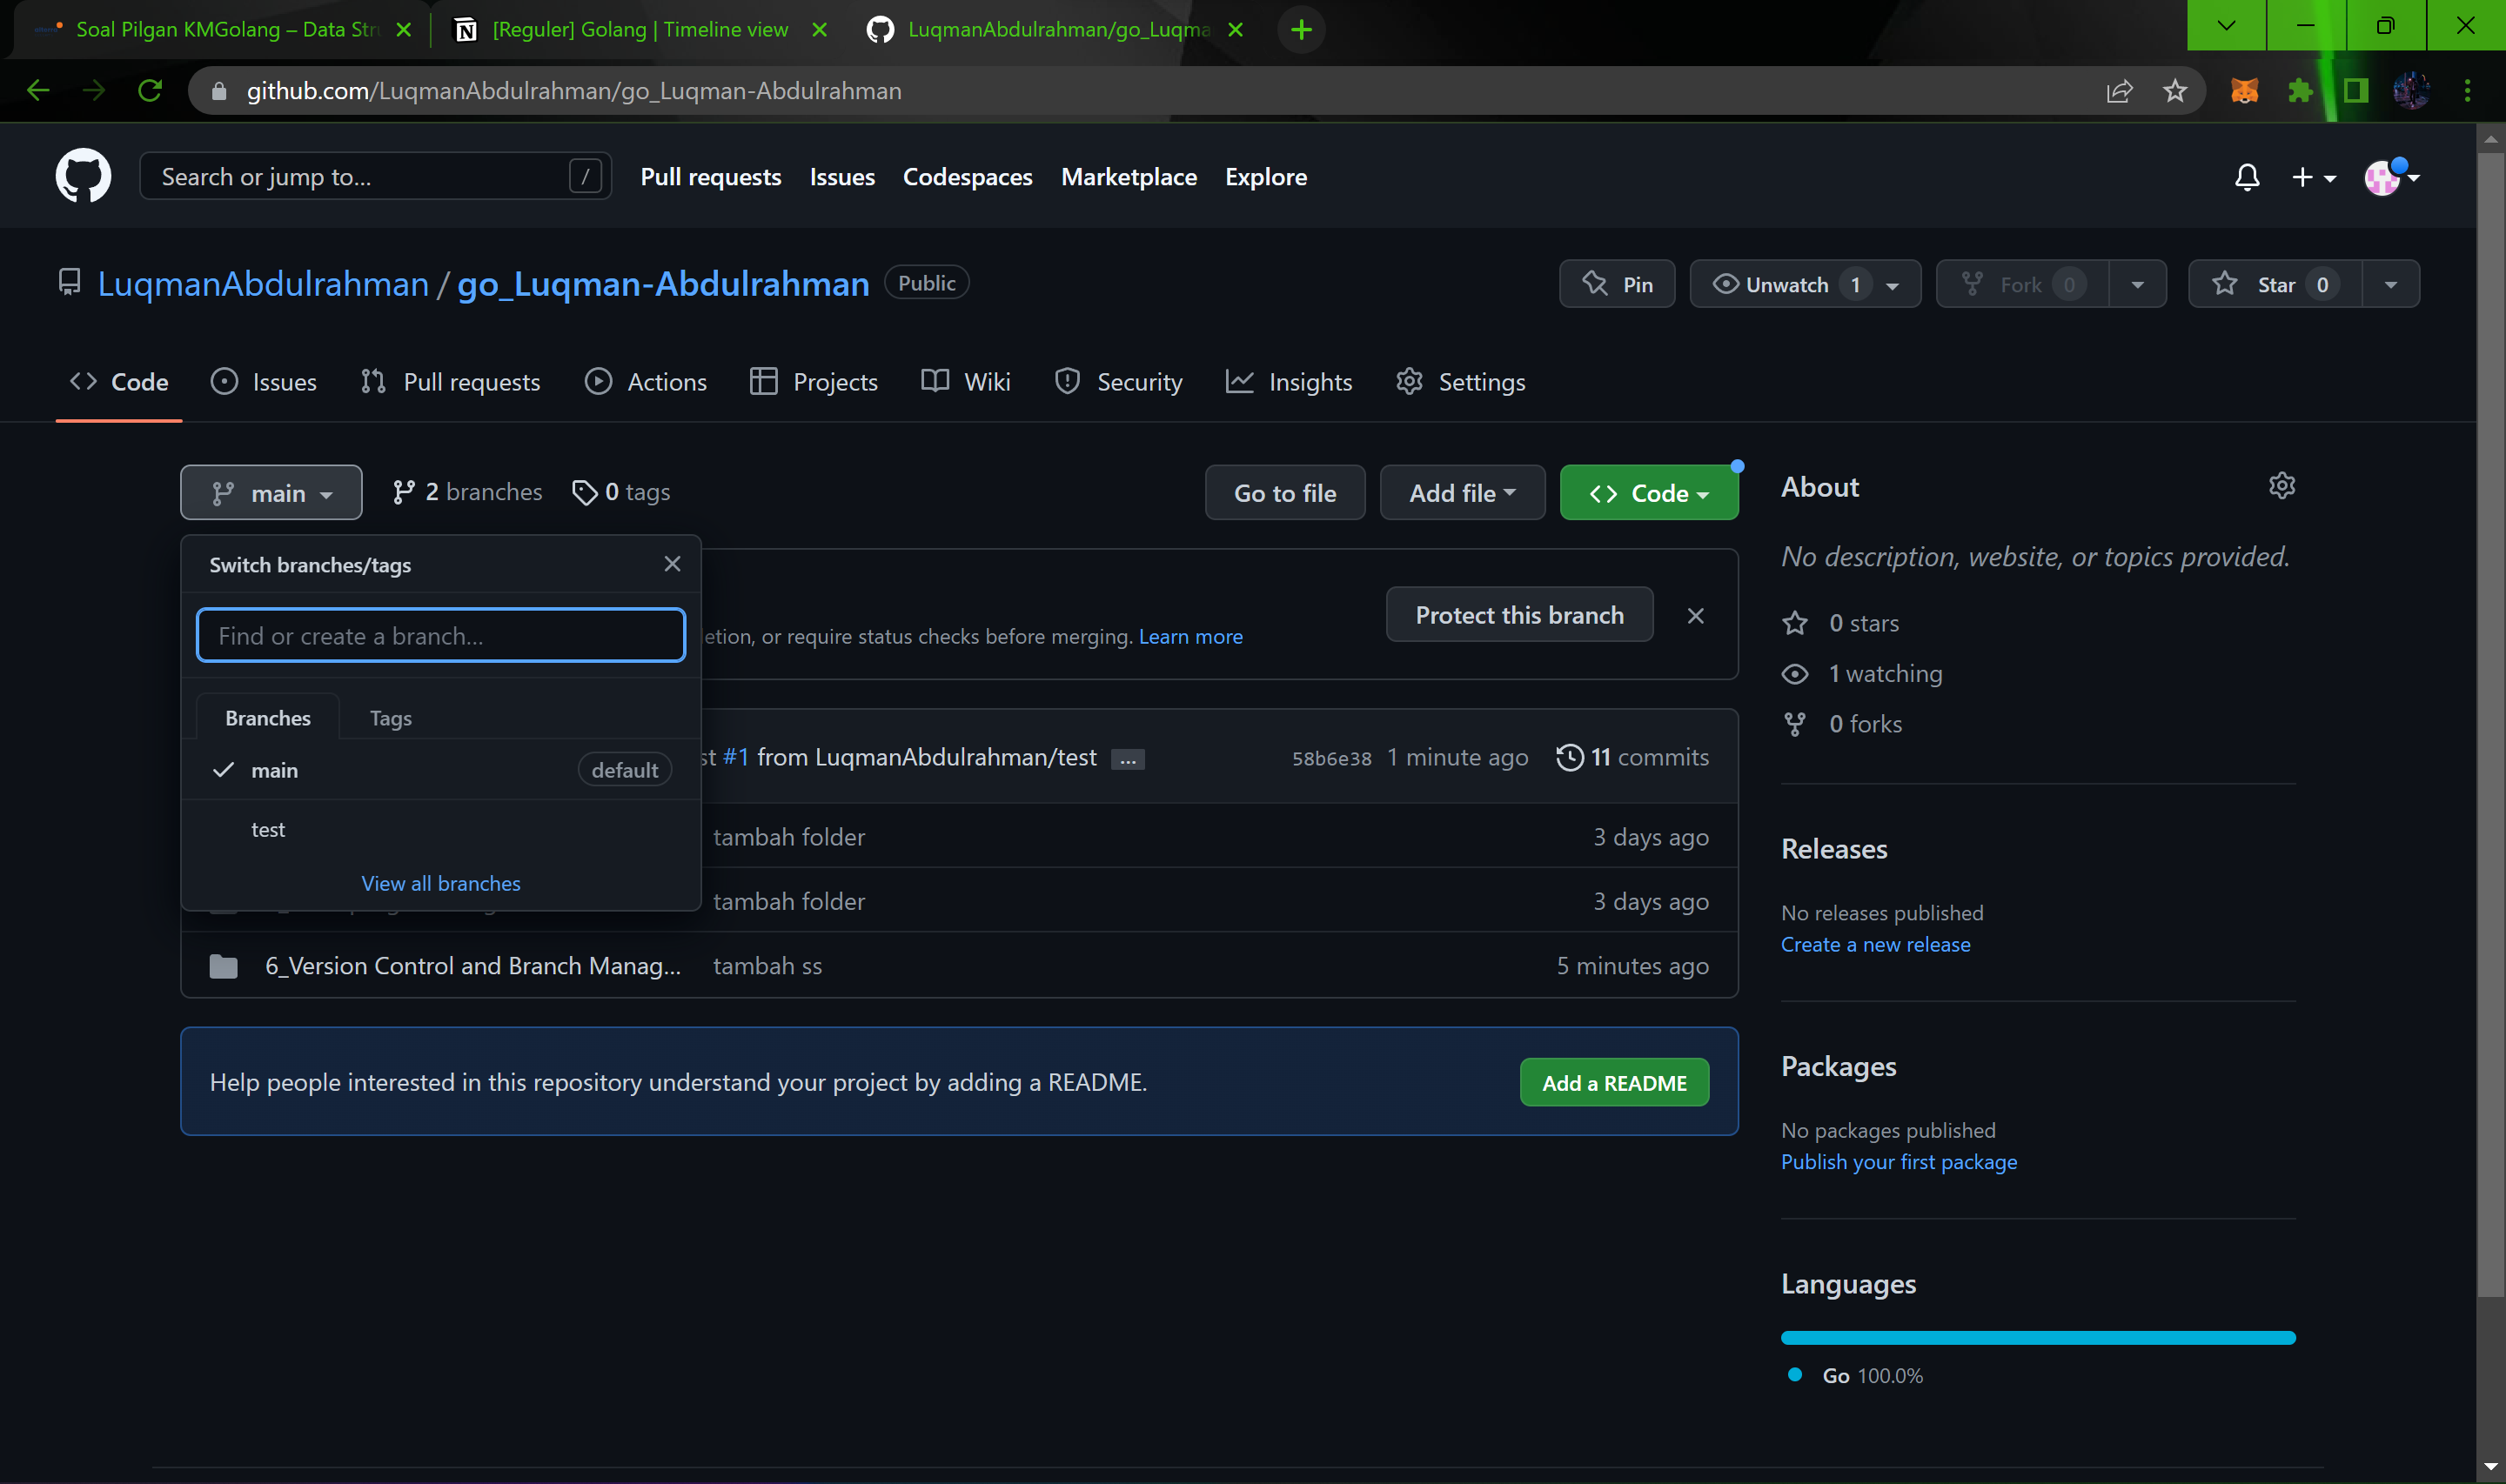 Soal Pilgan KMGolang – Data Str
[Reguler] Golang | Timeline view
LuqmanAbdulrahman/go_Luqma
github.com/LuqmanAbdulrahman/go_Luqman-Abdulrahman
Search or jump to...
/
Pull requests
Issues
Codespaces
Marketplace
Explore
LuqmanAbdulrahman / go_Luqman-Abdulrahman Public
Pin
Unwatch 1
Fork 0
Star 0
Code
Issues
Pull requests
Actions
Projects
Wiki
Security
Insights
Settings
main
2 branches
0 tags
Go to file
Add file
Code
Switch branches/tags
Find or create a branch...
Branches
Tags
main default
test
View all branches
etion, or require status checks before merging. Learn more
Protect this branch
st #1 from LuqmanAbdulrahman/test ... 58b6e38 1 minute ago 11 commits
tambah folder 3 days ago
tambah folder 3 days ago
6_Version Control and Branch Manag... tambah ss 5 minutes ago
Help people interested in this repository understand your project by adding a README.
Add a README
About
No description, website, or topics provided.
0 stars
1 watching
0 forks
Releases
No releases published
Create a new release
Packages
No packages published
Publish your first package
Languages
Go 100.0%